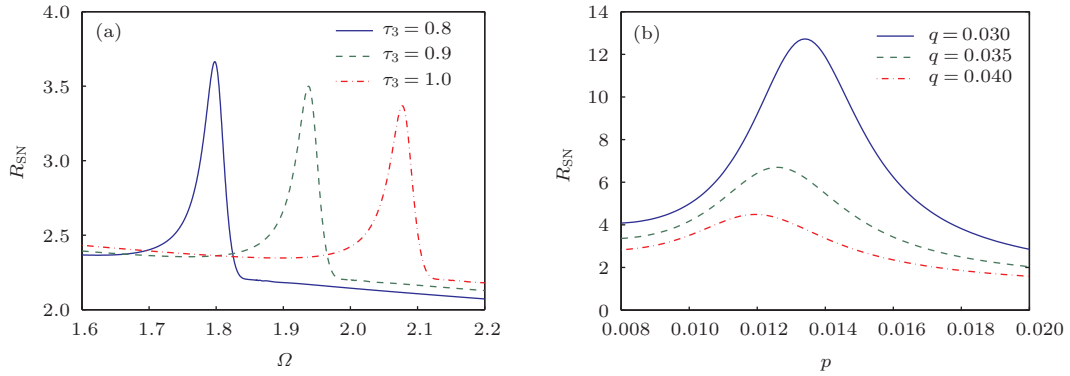 (a)
τ₃ = 0.8
τ₃ = 0.9
τ₃ = 1.0
4.0
3.5
3.0
2.5
2.0
R_SN
1.6 1.7 1.8 1.9 2.0 2.1 2.2
Ω
(b)
q = 0.030
q = 0.035
q = 0.040
14
12
10
8
6
4
2
0
R_SN
0.008 0.010 0.012 0.014 0.016 0.018 0.020
p